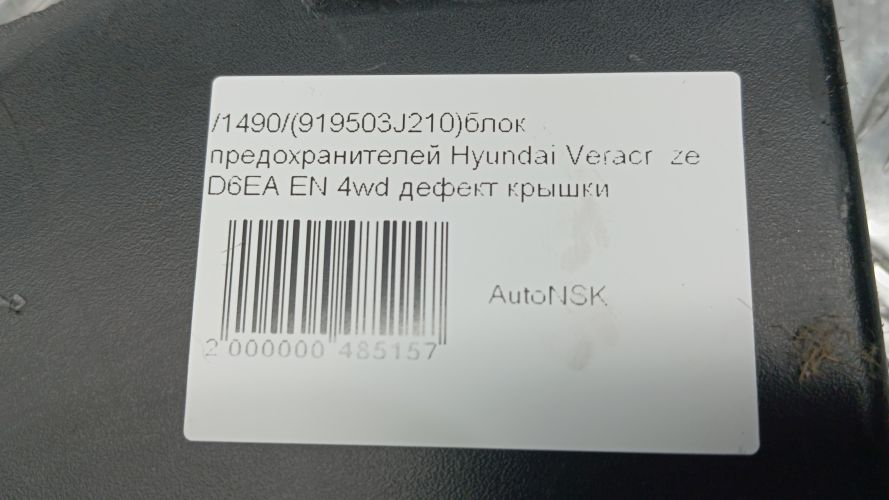 /1490/(919503J210)блок
предохранителей Hyundai Veracr ze
D6EA EN 4wd дефект крышки
AutoNSK
2 000000 485157